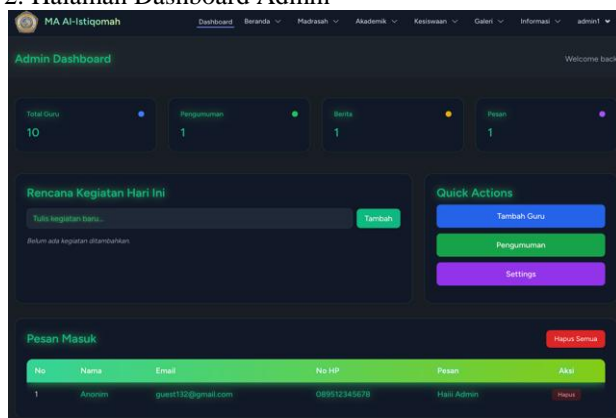 2. Halaman Dashboard Admin
MA Al-Istiqomah Dashboard Beranda Madrasah Akademik Kesiswaan Galeri Informasi admin1
Admin Dashboard Welcome back
Total Guru Pengumuman Berita Pesan
10 1 1 1
Rencana Kegiatan Hari Ini
Tulis kegiatan baru... Tambah
Belum ada kegiatan ditambahkan.
Quick Actions
Tambah Guru
Pengumuman
Settings
Pesan Masuk Hapus Semua
No Nama Email No HP Pesan Aksi
1 Anonim guest132@gmail.com 089512345678 Haiii Admin Hapus